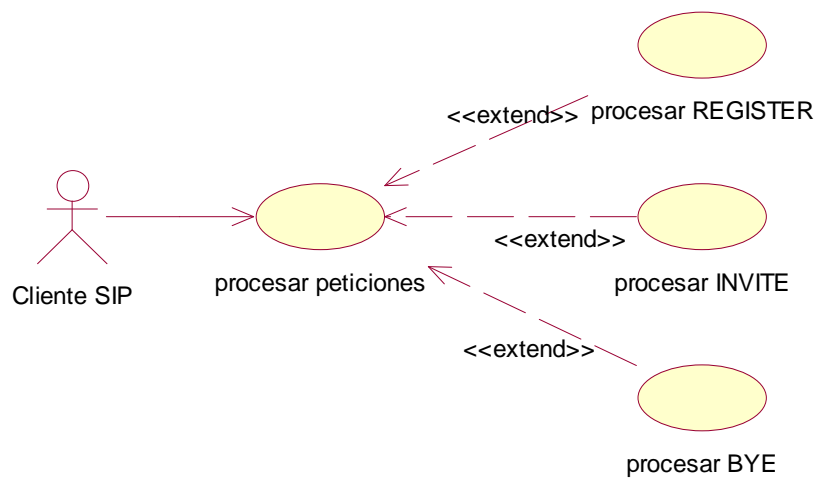 <<extend>>
procesar REGISTER
<<extend>>
Cliente SIP
procesar peticiones
procesar INVITE
<<extend>>
procesar BYE